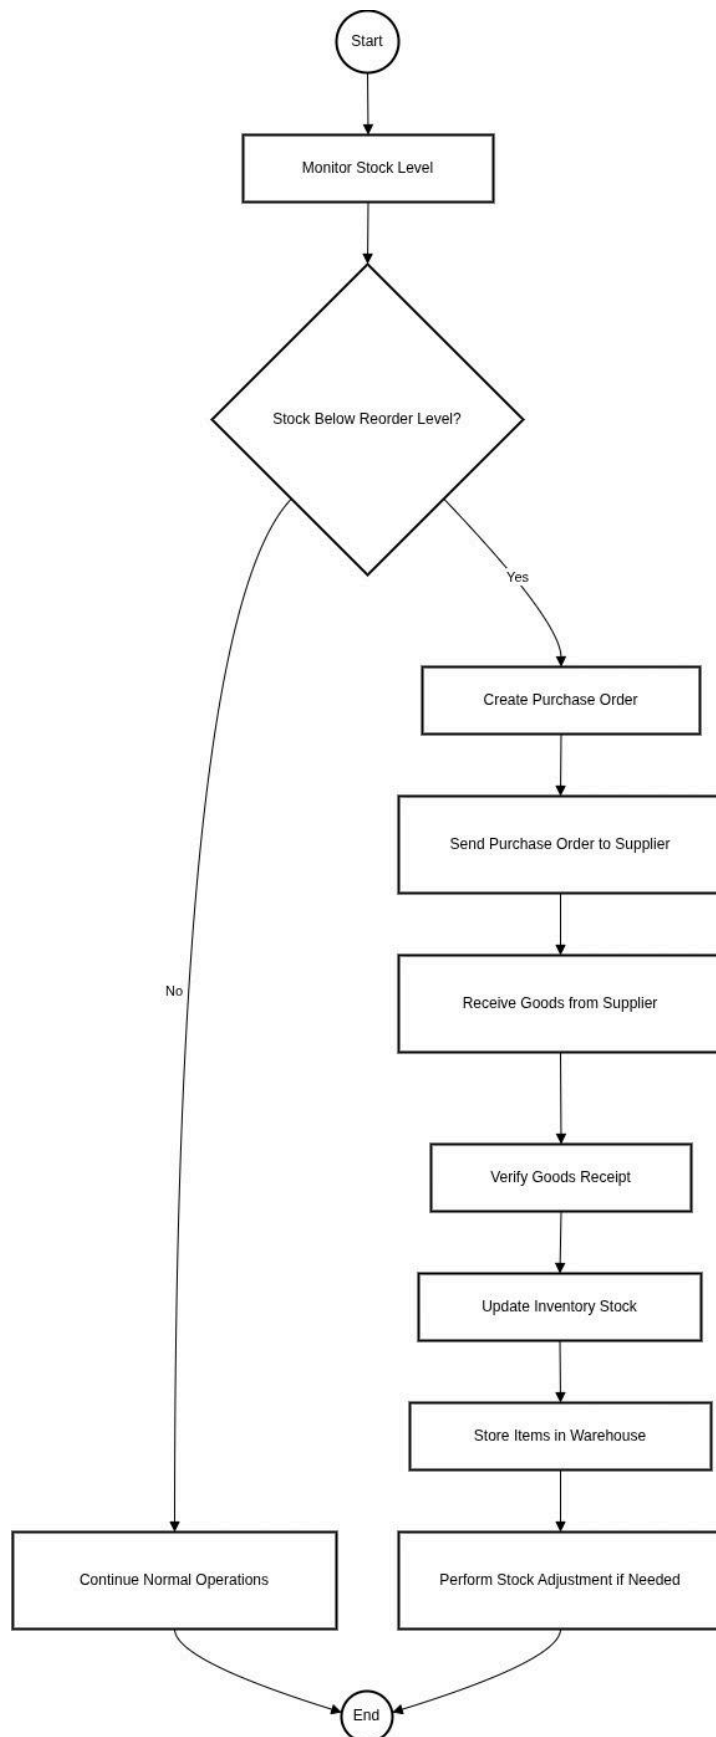 Start
Monitor Stock Level
Stock Below Reorder Level?
Yes
Create Purchase Order
Send Purchase Order to Supplier
Receive Goods from Supplier
No
Verify Goods Receipt
Update Inventory Stock
Store Items in Warehouse
Continue Normal Operations
Perform Stock Adjustment if Needed
End